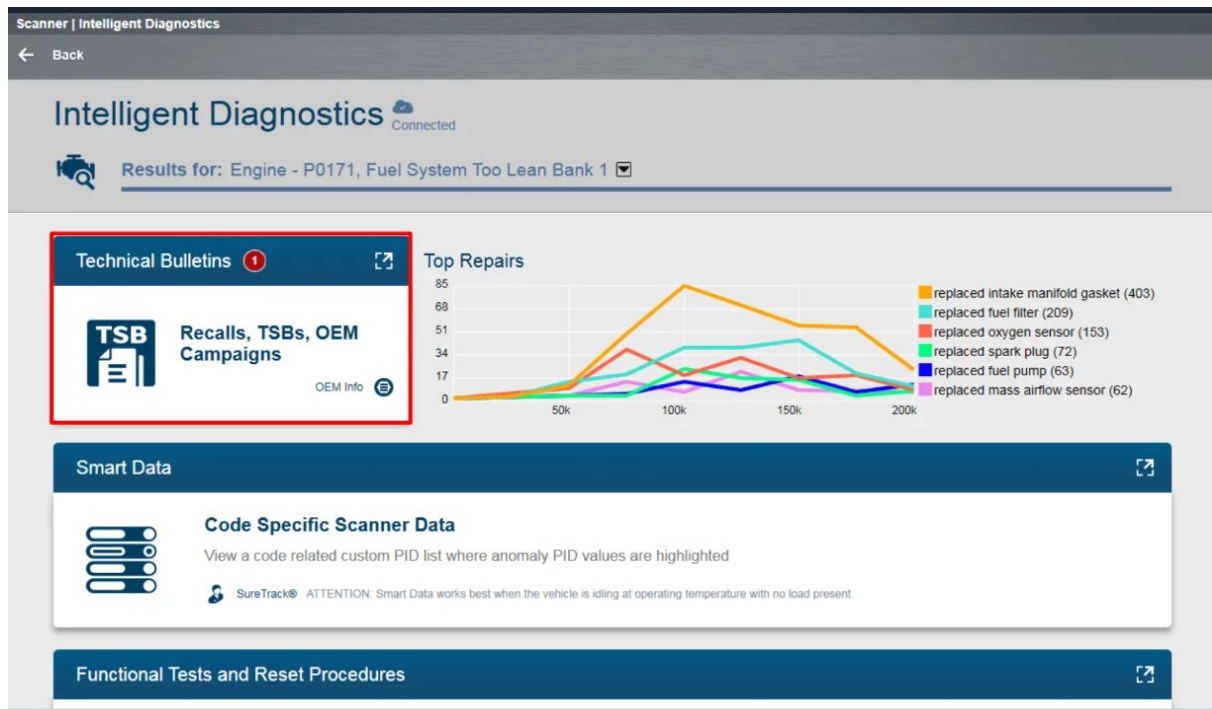 Scanner | Intelligent Diagnostics
Back
Intelligent Diagnostics
Connected
Results for: Engine - P0171, Fuel System Too Lean Bank 1
Technical Bulletins 1
TSB
Recalls, TSBs, OEM
Campaigns
OEM Info
Top Repairs
85
68
51
34
17
0
50k 100k 150k 200k
replaced intake manifold gasket (403)
replaced fuel filter (209)
replaced oxygen sensor (153)
replaced spark plug (72)
replaced fuel pump (63)
replaced mass airflow sensor (62)
Smart Data
Code Specific Scanner Data
View a code related custom PID list where anomaly PID values are highlighted
SureTrack® ATTENTION: Smart Data works best when the vehicle is idling at operating temperature with no load present
Functional Tests and Reset Procedures